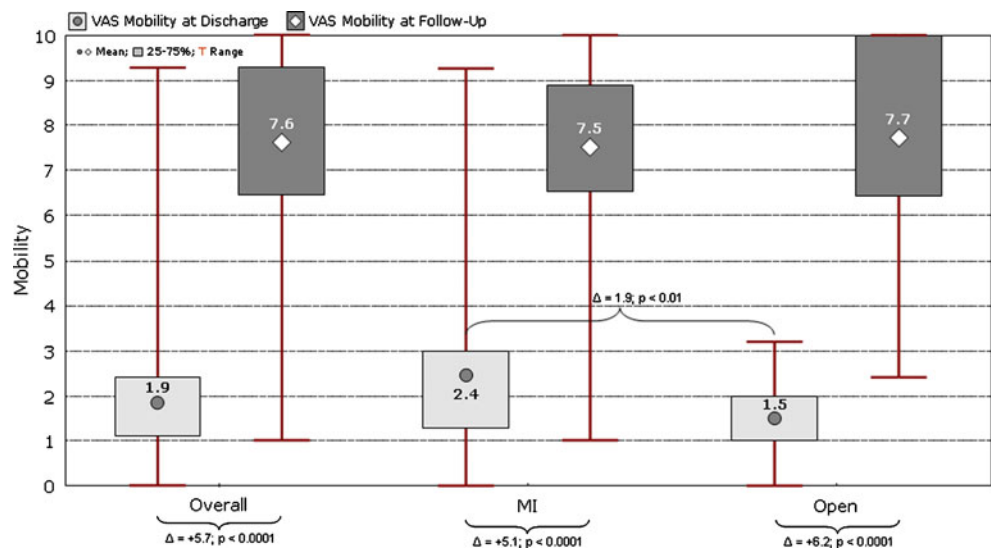 VAS Mobility at Discharge VAS Mobility at Follow-Up
Mean; 25-75%; Range
Mobility
10
9
8
7
6
5
4
3
2
1
0
7.6
7.5
7.7
Δ = 1.9; p < 0.01
1.9
2.4
1.5
Overall MI Open
Δ = +5.7; p < 0.0001 Δ = +5.1; p < 0.0001 Δ = +6.2; p < 0.0001